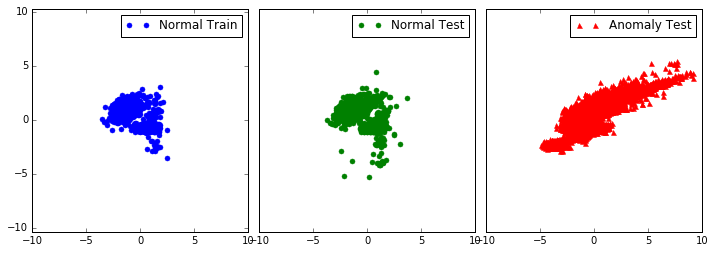 Normal Train
Normal Test
Anomaly Test
10
5
0
−5
−10
−10 −5 0 5 10
−10 −5 0 5 10
−10 −5 0 5 10